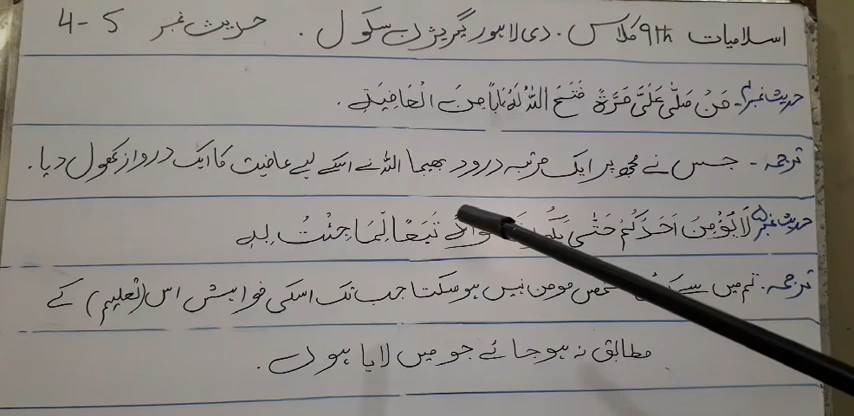 اسلامیات 9th کلاس . دی لاہور گیریژن سکول . حدیث نمبر 5 - 4
حدیث نمبر ۴- مَنْ صَلّٰی عَلَیَّ مَرَّۃً فَتَحَ اللّٰہُ لَہٗ بَابًا مِنَ الْعَافِیَۃِ .
ترجمہ - جس نے مجھ پر ایک مرتبہ درود بھیجا اللہ نے اسکے لیے عافیت کا ایک دروازہ کھول دیا .
حدیث نمبر ۵ لَا یُؤْمِنُ اَحَدُکُمْ حَتّٰی تَبَعًا لِّمَا جِئْتُ بِہٖ
ترجمہ . تم میں سے شخص مومن نہیں ہو سکتا جب تک اسکی خواہش اس (تعلیم) کے
مطابق نہ ہو جائے جو میں لایا ہوں .